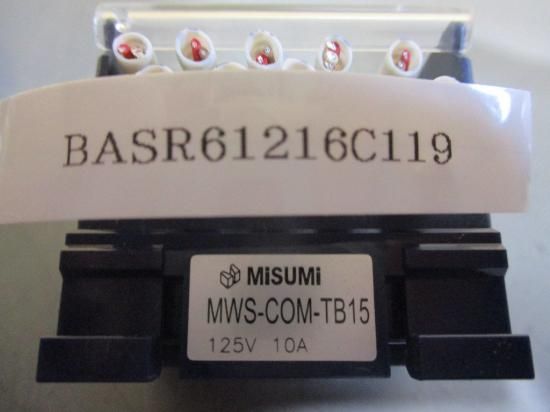 BASR61216C119
MiSUMi
MWS-COM-TB15
125V 10A